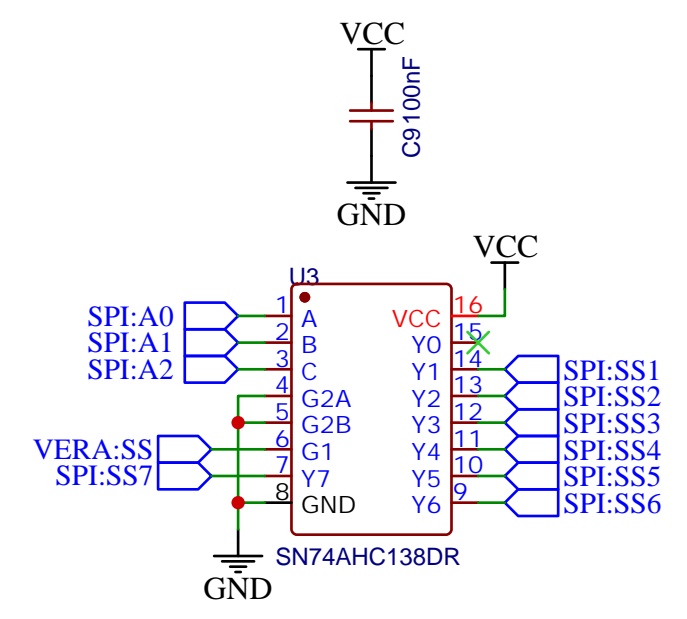 VCC
C9 100nF
GND
VCC
U3
1 16
SPI:A0 A VCC
2 15
SPI:A1 B Y0
3 14
SPI:A2 C Y1 SPI:SS1
4 13
G2A Y2 SPI:SS2
5 12
G2B Y3 SPI:SS3
6 11
VERA:SS G1 Y4 SPI:SS4
7 10
SPI:SS7 Y7 Y5 SPI:SS5
8 9
GND Y6 SPI:SS6
SN74AHC138DR
GND